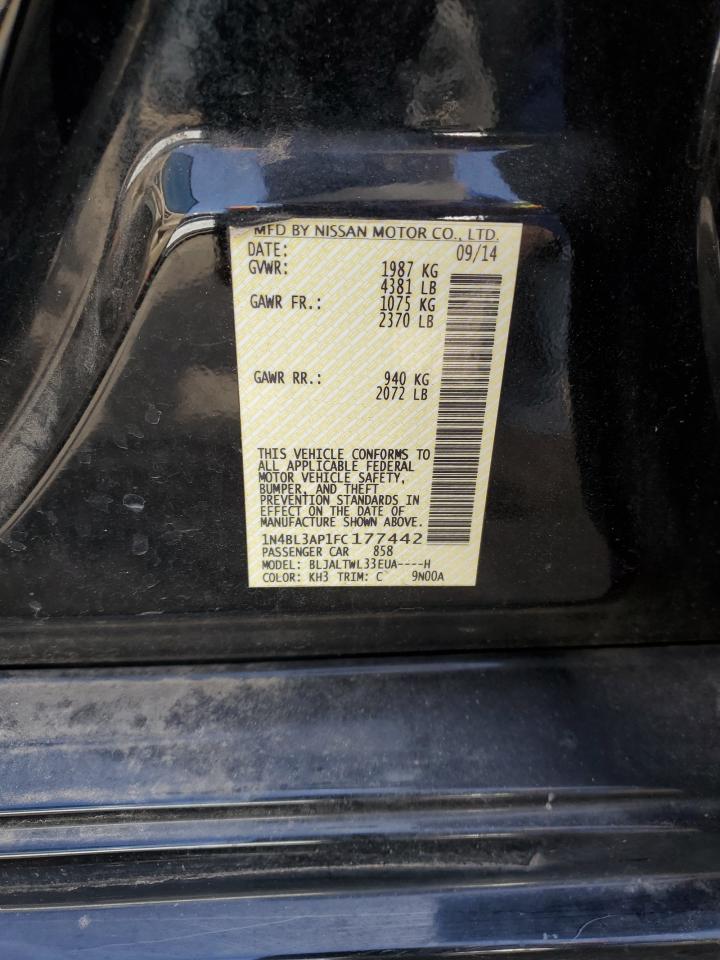 MFD BY NISSAN MOTOR CO., LTD.
DATE: 09/14
GVWR: 1987 KG
4381 LB
GAWR FR.: 1075 KG
2370 LB
GAWR RR.: 940 KG
2072 LB
THIS VEHICLE CONFORMS TO
ALL APPLICABLE FEDERAL
MOTOR VEHICLE SAFETY,
BUMPER, AND THEFT
PREVENTION STANDARDS IN
EFFECT ON THE DATE OF
MANUFACTURE SHOWN ABOVE.
1N4BL3AP1FC177442
PASSENGER CAR 858
MODEL: BLJALTWL33EUA----H
COLOR: KH3 TRIM: C 9N00A